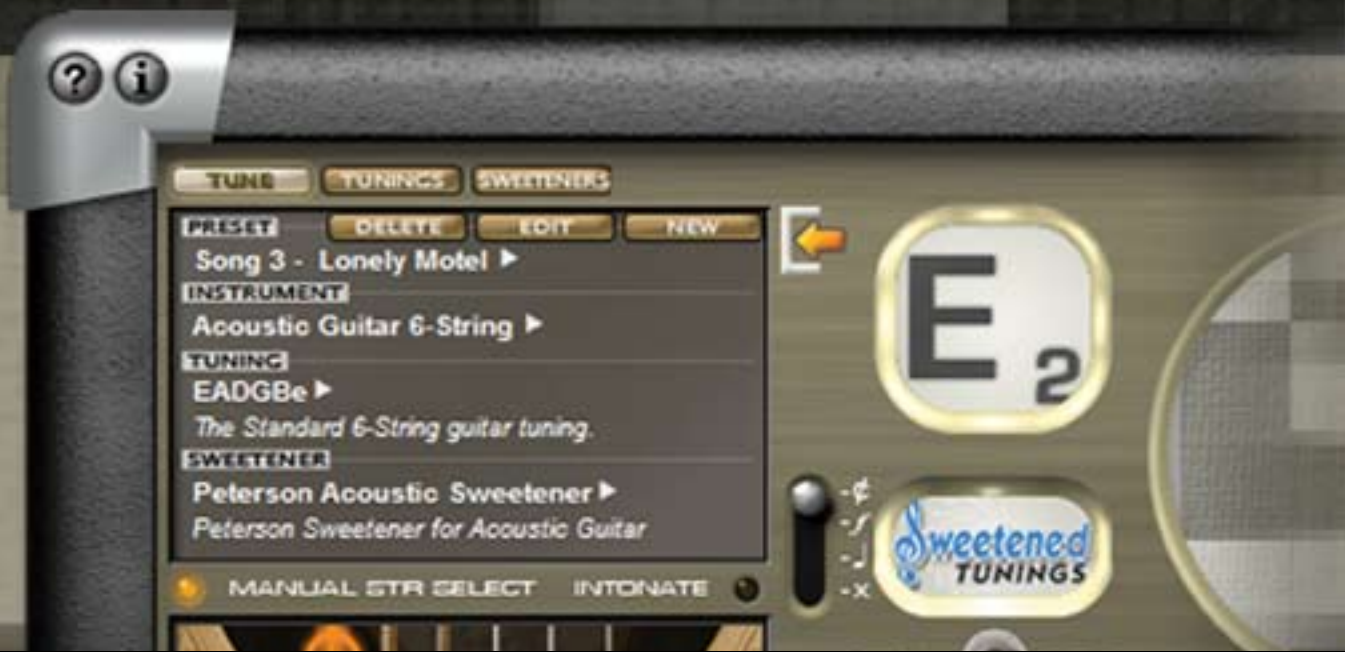 ? i
TUNE TUNINGS SWEETENERS
PRESET DELETE EDIT NEW
Song 3 - Lonely Motel
INSTRUMENT
Acoustic Guitar 6-String
TUNING
EADGBe
The Standard 6-String guitar tuning.
SWEETENER
Peterson Acoustic Sweetener
Peterson Sweetener for Acoustic Guitar
MANUAL STR SELECT INTONATE
E2
Sweetened
TUNINGS
-x